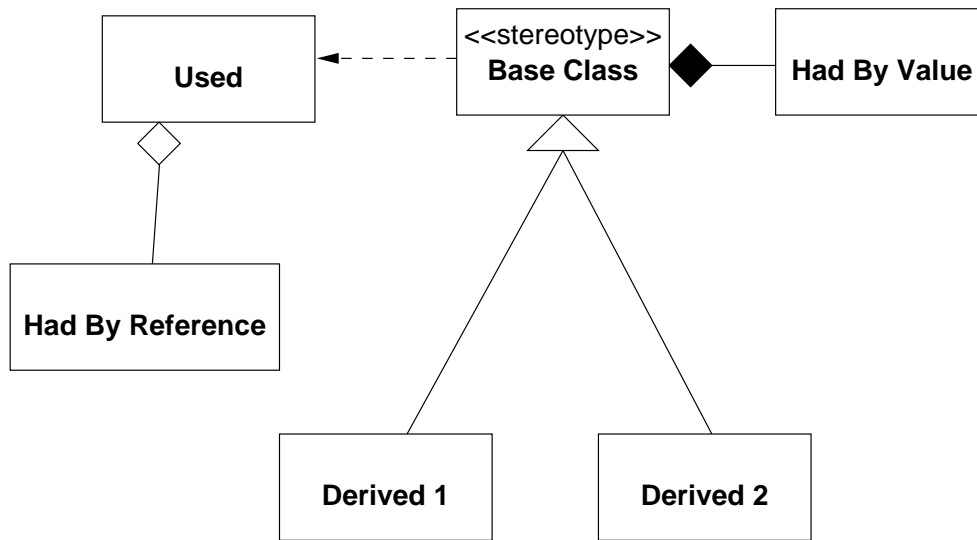 Used
<<stereotype>>
Base Class
Had By Value
Had By Reference
Derived 1
Derived 2